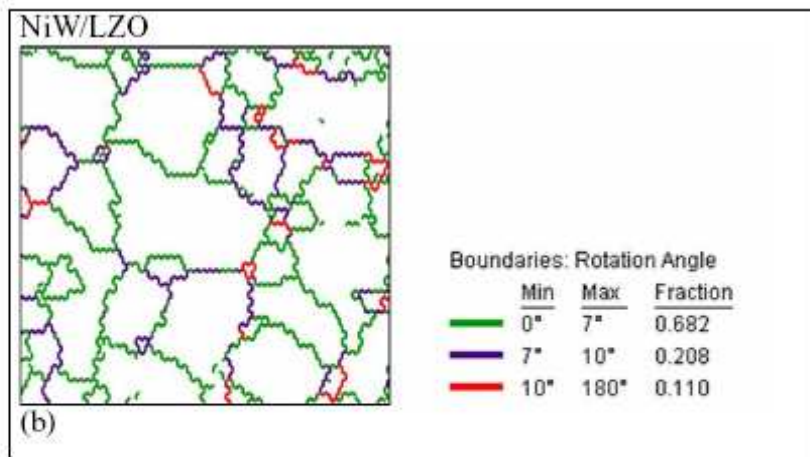 NiW/LZO
Boundaries: Rotation Angle
Min Max Fraction
0° 7° 0.682
7° 10° 0.208
10° 180° 0.110
(b)